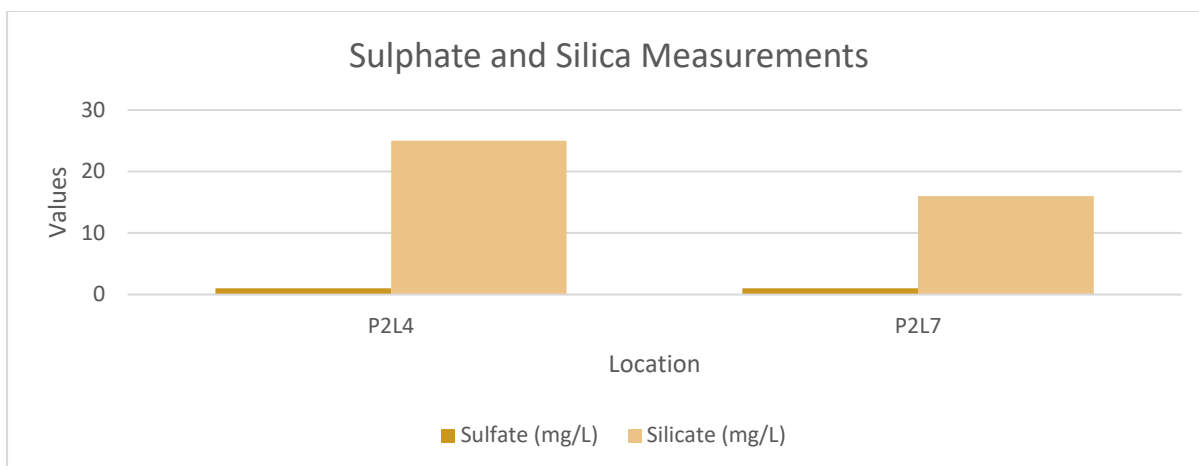 Sulphate and Silica Measurements
30
20
10
0
Values
P2L4 P2L7
Location
Sulfate (mg/L) Silicate (mg/L)